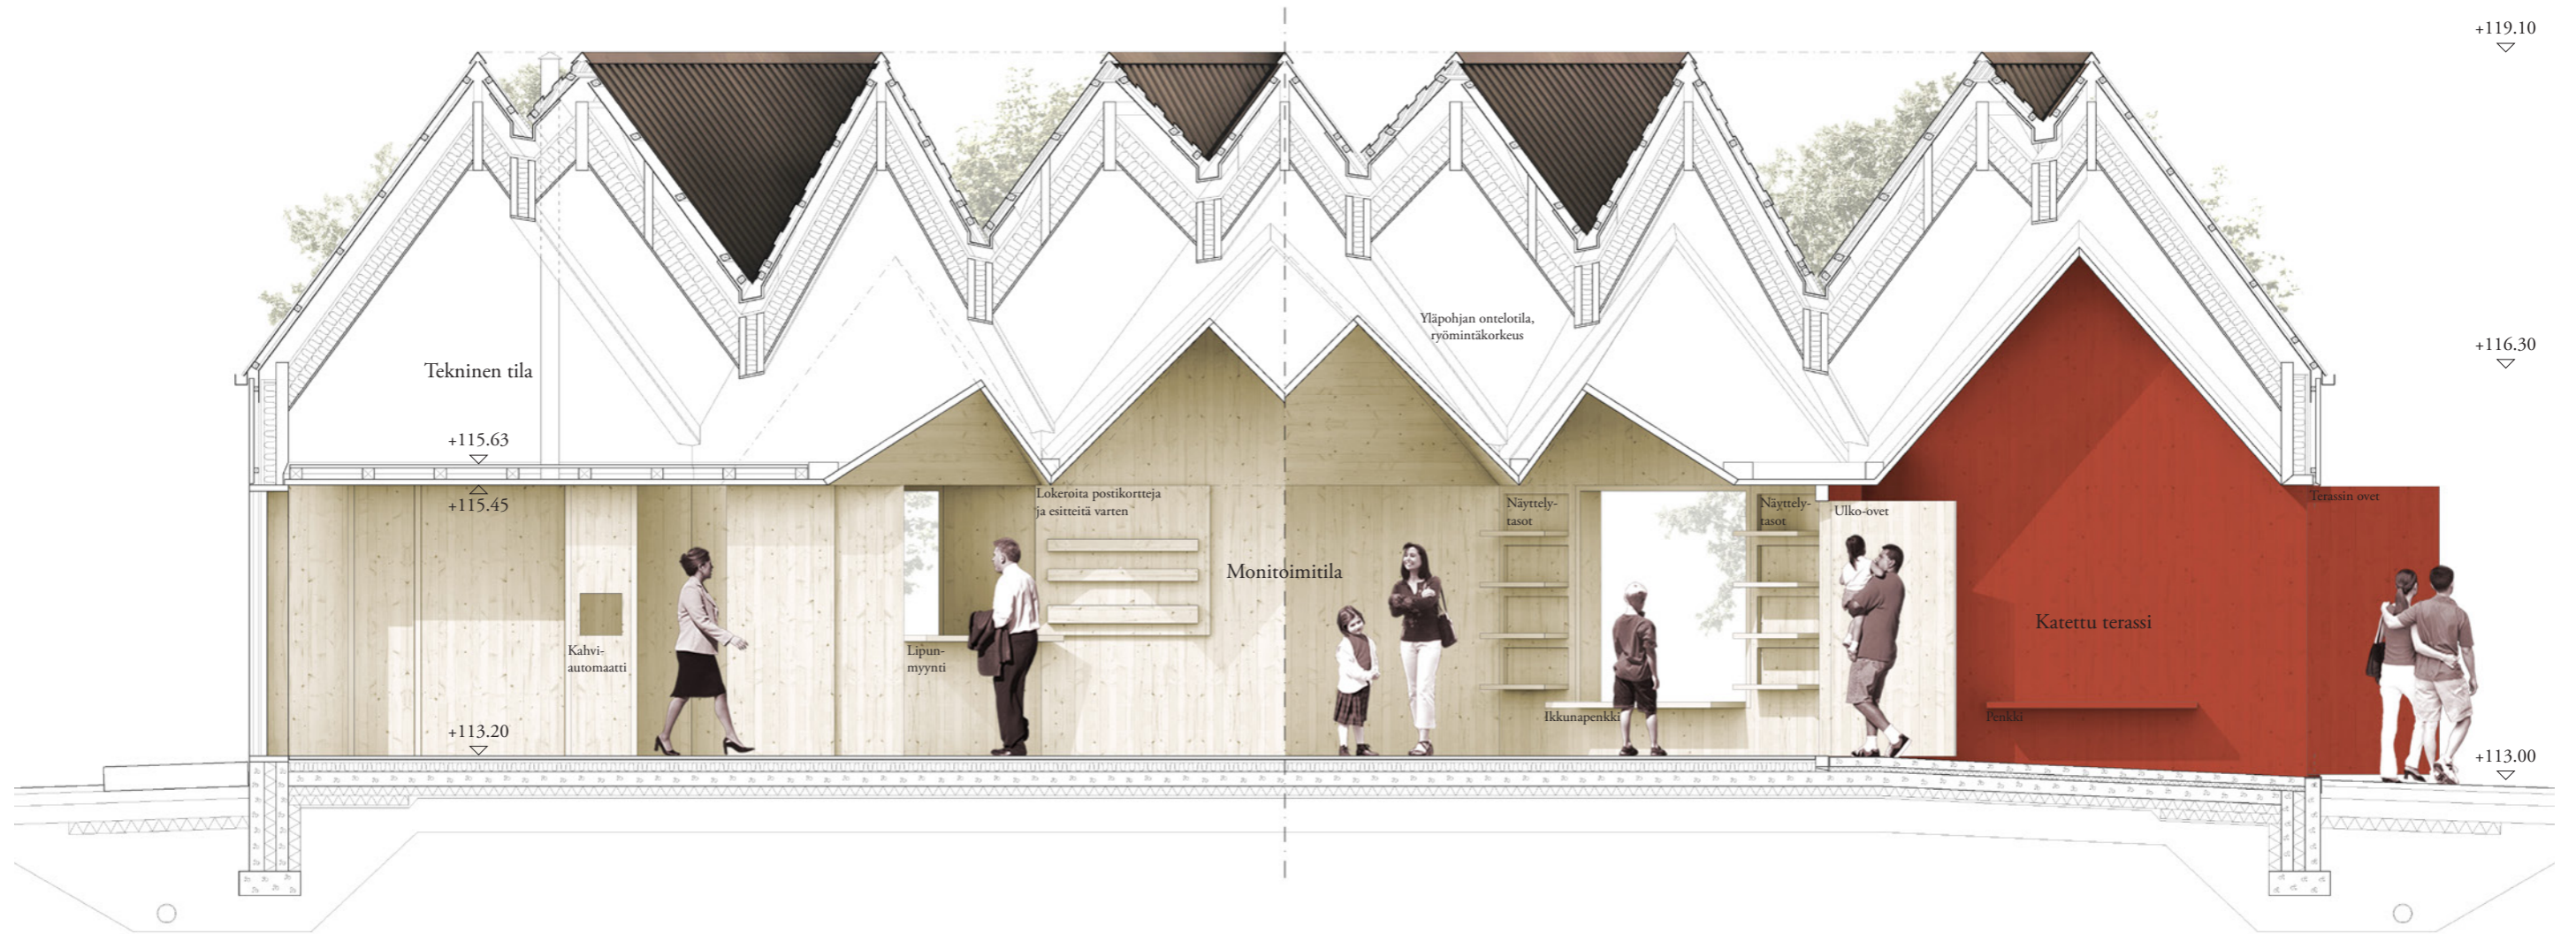 +119.10
+116.30
Yläpohjan ontelotila,
ryömintäkorkeus
Tekninen tila
+115.63
+115.45
Lokeroita postikortteja
ja esitteitä varten
Näyttely-
tasot
Näyttely-
tasot
Ulko-ovet
Terassin ovet
Monitoimitila
Katettu terassi
Kahvi-
automaatti
Lipun-
myynti
Ikkunapenkki
Penkki
+113.20
+113.00